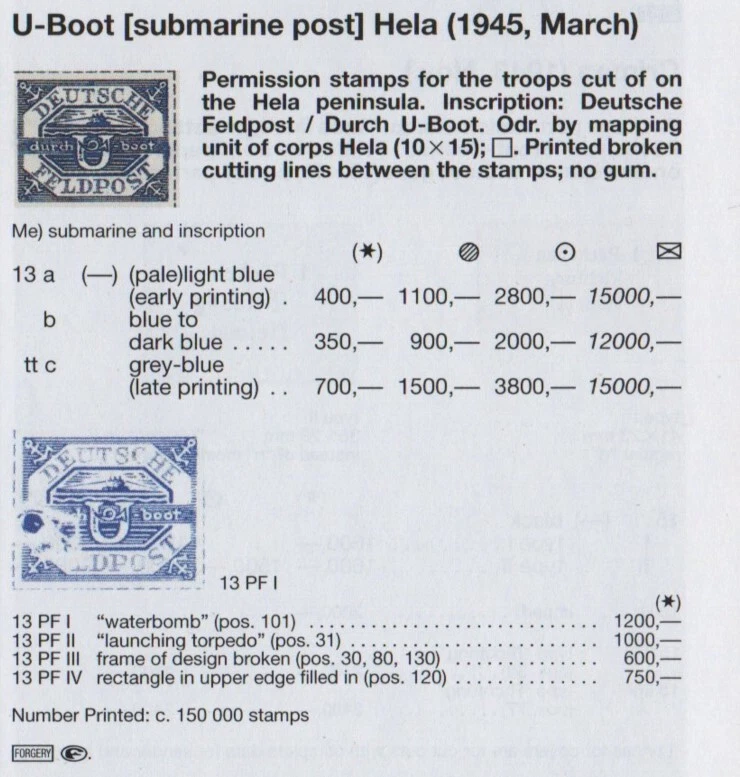 U-Boot [submarine post] Hela (1945, March)
DEUTSCHE
durch U boot
FELDPOST
Permission stamps for the troops cut of on
the Hela peninsula. Inscription: Deutsche
Feldpost / Durch U-Boot. Odr. by mapping
unit of corps Hela (10×15); □. Printed broken
cutting lines between the stamps; no gum.
Me) submarine and inscription
(*) ⊙ ✉
13 a (—) (pale)light blue
(early printing) . . 400,— 1100,— 2800,— 15000,—
b blue to
dark blue . . . . . . 350,— 900,— 2000,— 12000,—
tt c grey-blue
(late printing) . . 700,— 1500,— 3800,— 15000,—
DEUTSCHE
U boot
LDPOST
13 PF I
(*)
13 PF I "waterbomb" (pos. 101) . . . . . . . . . . . . . . . . . . . . . . . . . . 1200,—
13 PF II "launching torpedo" (pos. 31) . . . . . . . . . . . . . . . . . . . . . 1000,—
13 PF III frame of design broken (pos. 30, 80, 130) . . . . . . . . . . . 600,—
13 PF IV rectangle in upper edge filled in (pos. 120) . . . . . . . . . . 750,—
Number Printed: c. 150 000 stamps
FORGERY